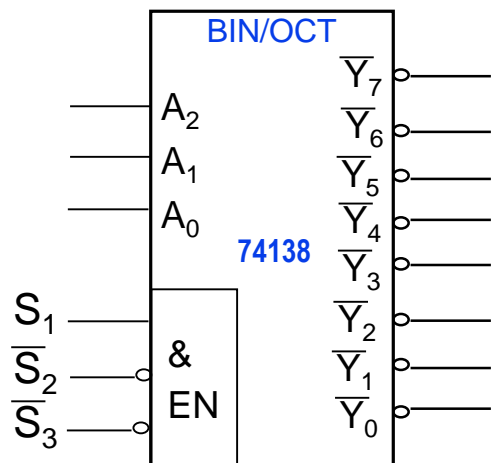 BIN/OCT
Y̅₇
A₂
Y̅₆
A₁
Y̅₅
A₀
Y̅₄
74138
Y̅₃
S₁
Y̅₂
&
S̅₂
Y̅₁
EN
S̅₃
Y̅₀